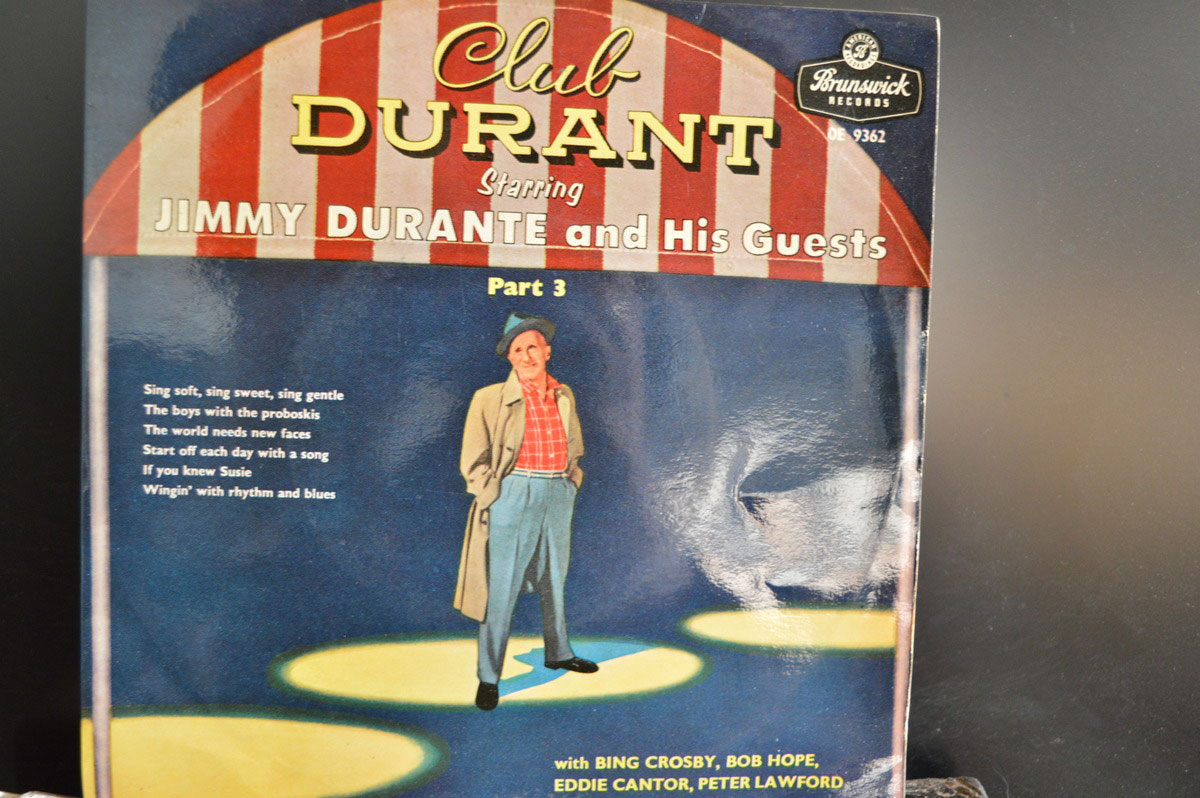 Club
DURANT
Starring
JIMMY DURANTE and His Guests
Part 3
AMERICAN
B
RECORDINGS
Brunswick
RECORDS
OE 9362
Sing soft, sing sweet, sing gentle
The boys with the proboskis
The world needs new faces
Start off each day with a song
If you knew Susie
Wingin' with rhythm and blues
with BING CROSBY, BOB HOPE,
EDDIE CANTOR, PETER LAWFORD